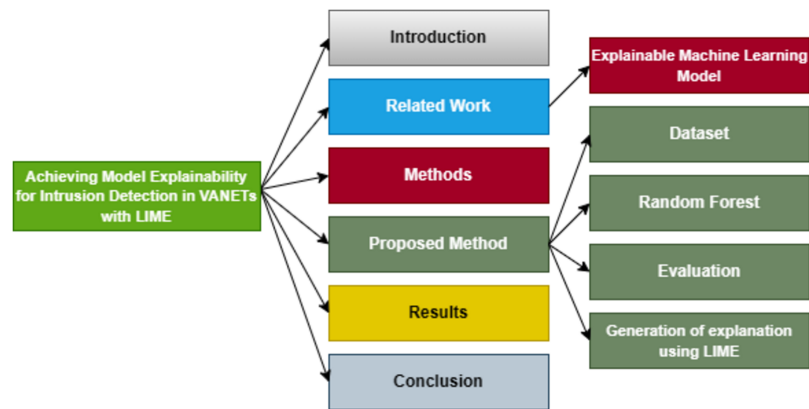 Achieving Model Explainability
for Intrusion Detection in VANETs
with LIME
Introduction
Related Work
Methods
Proposed Method
Results
Conclusion
Explainable Machine Learning
Model
Dataset
Random Forest
Evaluation
Generation of explanation
using LIME